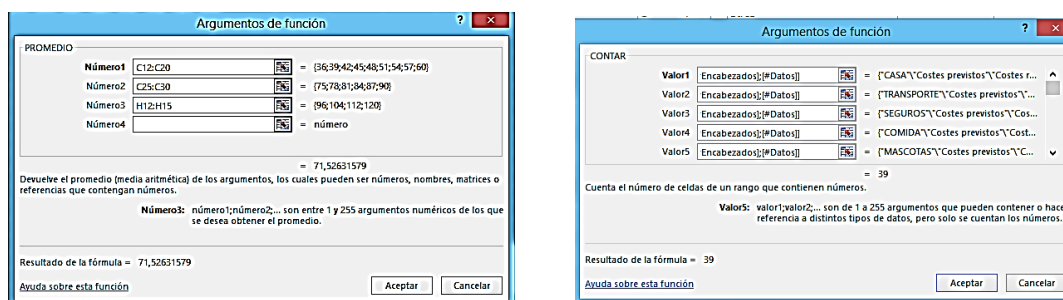 Argumentos de función
PROMEDIO
Número1 C12:C20 = {36;39;42;45;48;51;54;57;60}
Número2 C25:C30 = {75;78;81;84;87;90}
Número3 H12:H15 = {96;104;112;120}
Número4 = número
= 71,52631579
Devuelve el promedio (media aritmética) de los argumentos, los cuales pueden ser números, nombres, matrices o
referencias que contengan números.
Número3: número1;número2;... son entre 1 y 255 argumentos numéricos de los que
se desea obtener el promedio.
Resultado de la fórmula = 71,52631579
Ayuda sobre esta función
Aceptar Cancelar
Argumentos de función
CONTAR
Valor1 Encabezados];[#Datos]] = {"CASA"\"Costes previstos"\"Costes r...
Valor2 Encabezados];[#Datos]] = {"TRANSPORTE"\"Costes previstos"\"...
Valor3 Encabezados];[#Datos]] = {"SEGUROS"\"Costes previstos"\"Cos...
Valor4 Encabezados];[#Datos]] = {"COMIDA"\"Costes previstos"\"Cost...
Valor5 Encabezados];[#Datos]] = {"MASCOTAS"\"Costes previstos"\"C...
= 39
Cuenta el número de celdas de un rango que contienen números.
Valor5: valor1;valor2;... son de 1 a 255 argumentos que pueden contener o hace
referencia a distintos tipos de datos, pero solo se cuentan los números.
Resultado de la fórmula = 39
Ayuda sobre esta función
Aceptar Cancelar